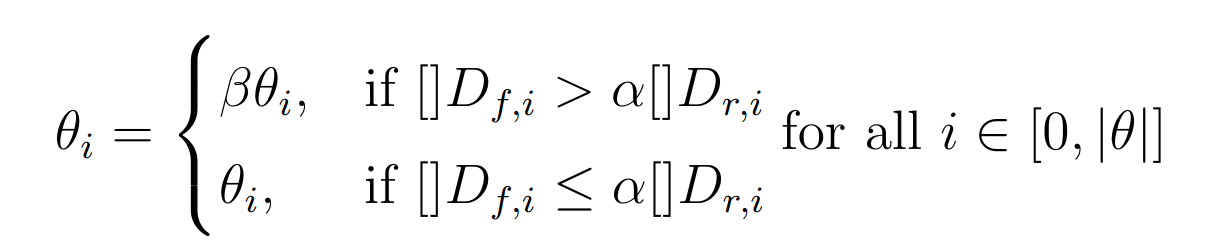 θ_i = { βθ_i, if []D_{f,i} > α[]D_{r,i}
θ_i, if []D_{f,i} ≤ α[]D_{r,i}
for all i ∈ [0, |θ|]